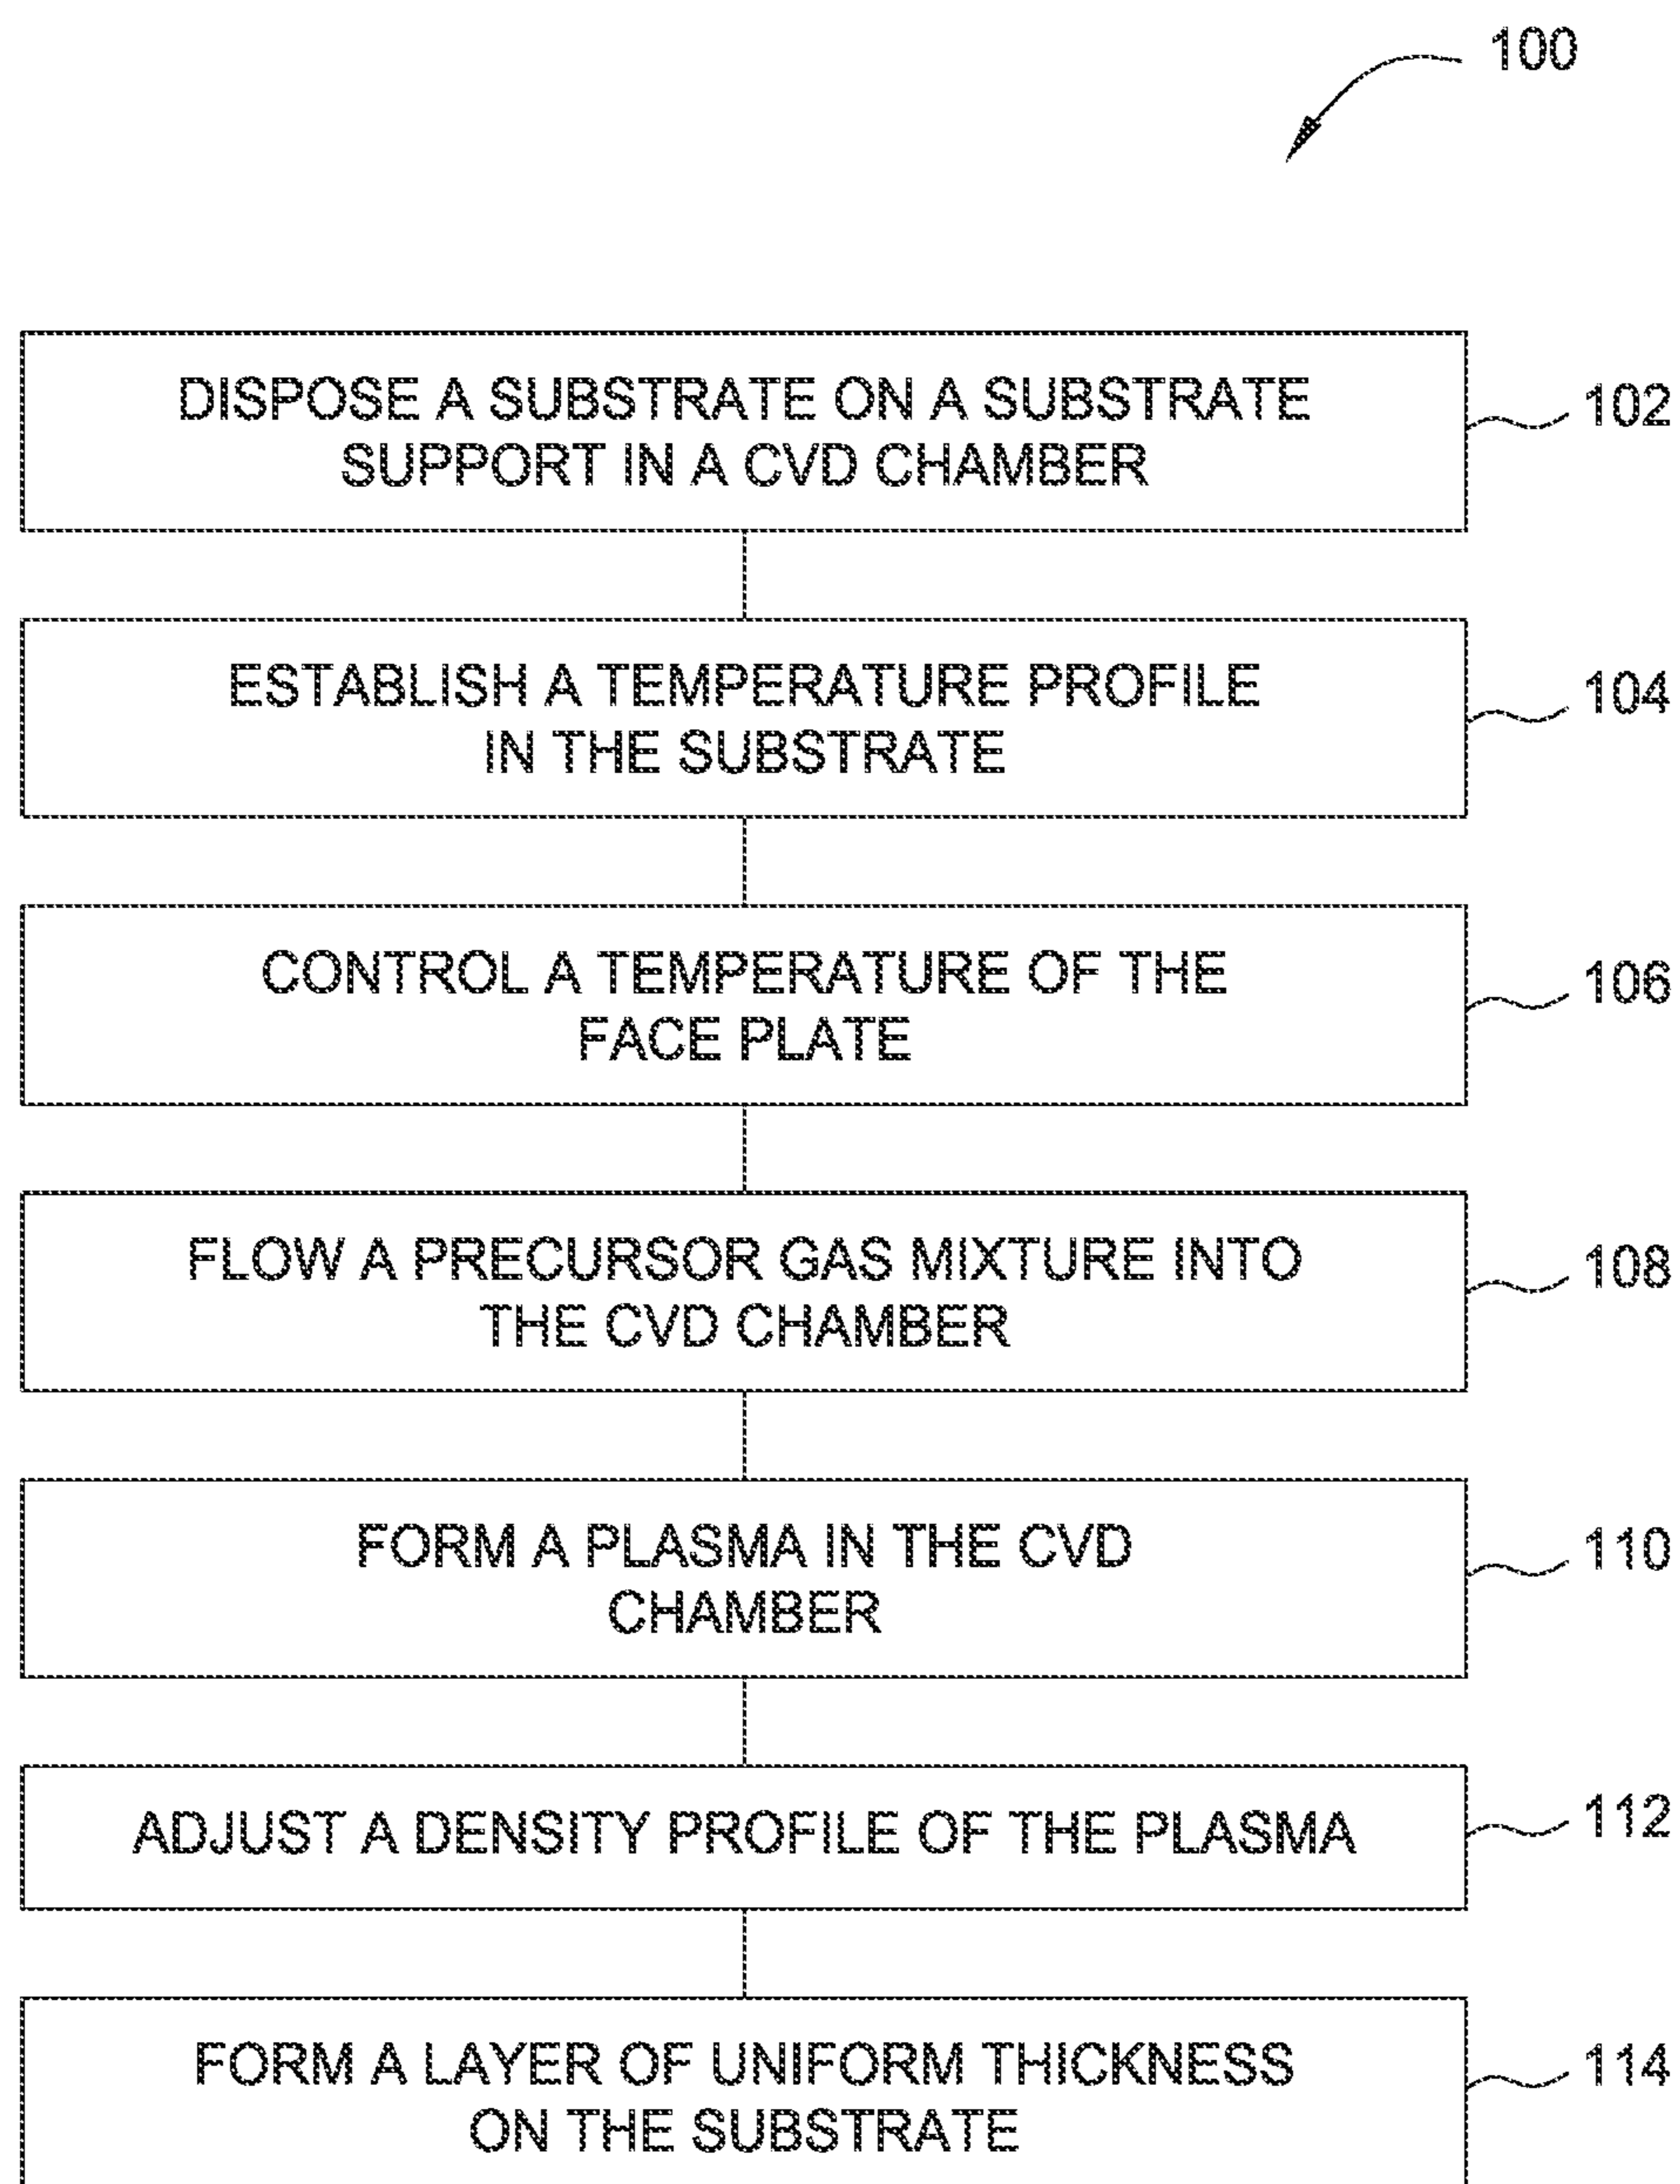 100
DISPOSE A SUBSTRATE ON A SUBSTRATE
SUPPORT IN A CVD CHAMBER
102
ESTABLISH A TEMPERATURE PROFILE
IN THE SUBSTRATE
104
CONTROL A TEMPERATURE OF THE
FACE PLATE
106
FLOW A PRECURSOR GAS MIXTURE INTO
THE CVD CHAMBER
108
FORM A PLASMA IN THE CVD
CHAMBER
110
ADJUST A DENSITY PROFILE OF THE PLASMA
112
FORM A LAYER OF UNIFORM THICKNESS
ON THE SUBSTRATE
114